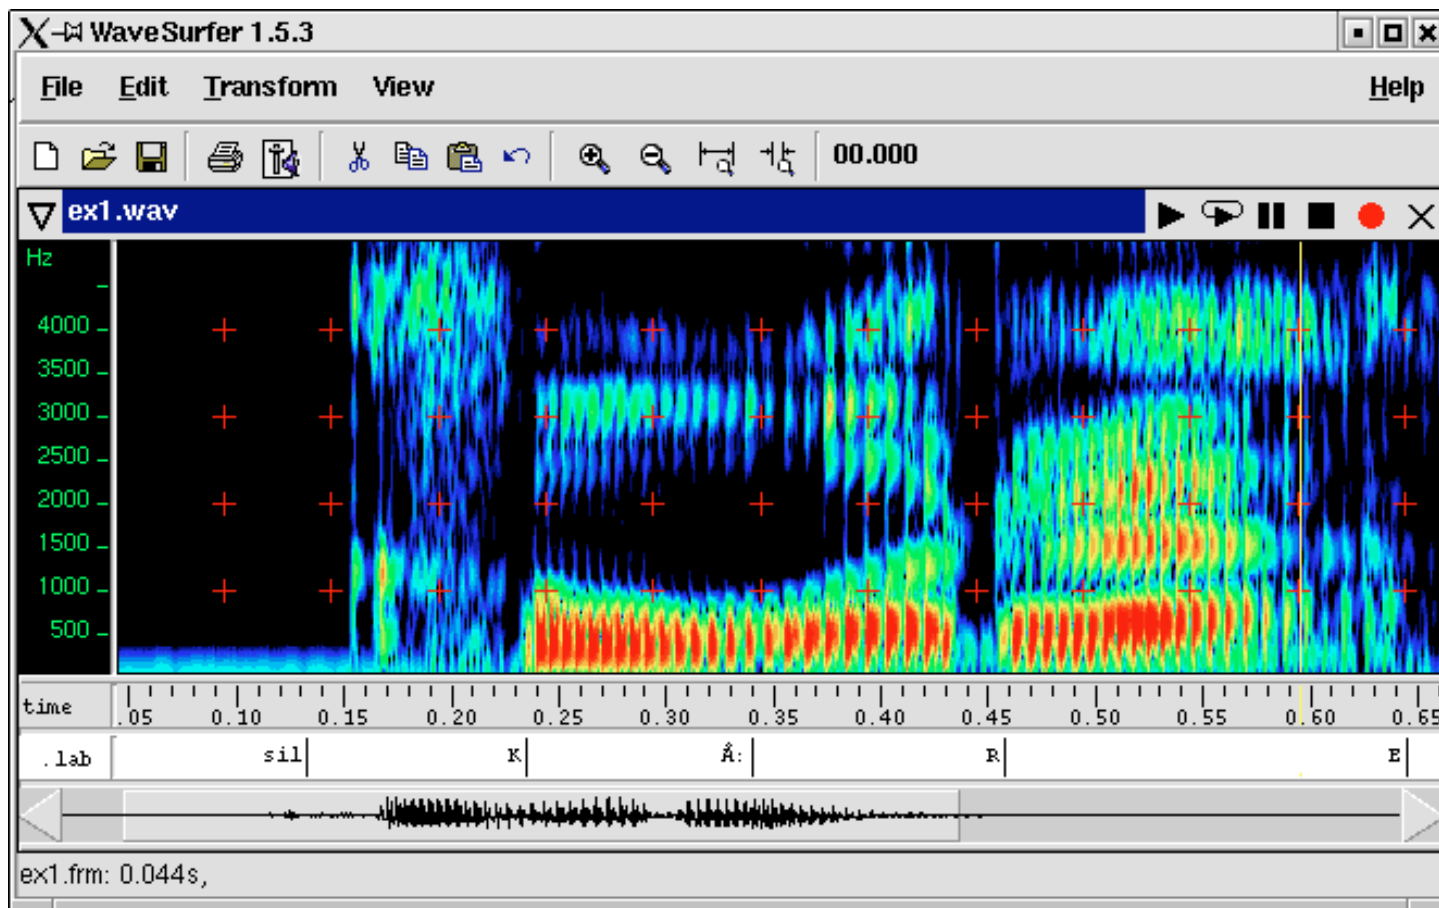 WaveSurfer 1.5.3
File Edit Transform View Help
00.000
ex1.wav
Hz
4000
3500
3000
2500
2000
1500
1000
500
time .05 0.10 0.15 0.20 0.25 0.30 0.35 0.40 0.45 0.50 0.55 0.60 0.65
.lab sil K Å: R E
ex1.frm: 0.044s,